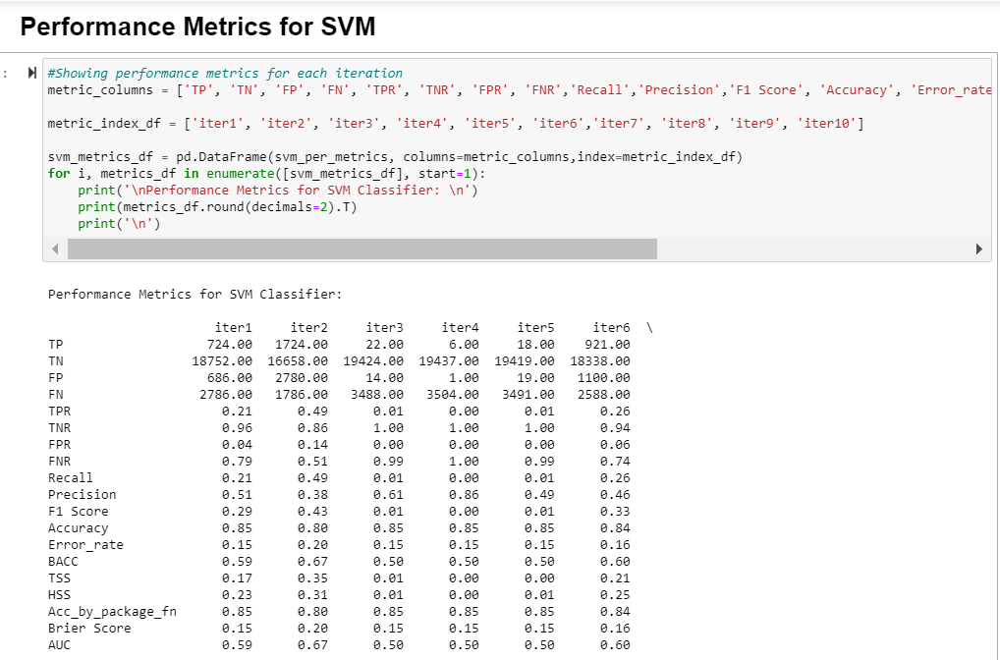 Performance Metrics for SVM
:
#Showing performance metrics for each iteration
metric_columns = ['TP', 'TN', 'FP', 'FN', 'TPR', 'TNR', 'FPR', 'FNR','Recall','Precision','F1 Score', 'Accuracy', 'Error_rate
metric_index_df = ['iter1', 'iter2', 'iter3', 'iter4', 'iter5', 'iter6','iter7', 'iter8', 'iter9', 'iter10']
svm_metrics_df = pd.DataFrame(svm_per_metrics, columns=metric_columns,index=metric_index_df)
for i, metrics_df in enumerate([svm_metrics_df], start=1):
    print('\nPerformance Metrics for SVM Classifier: \n')
    print(metrics_df.round(decimals=2).T)
    print('\n')
Performance Metrics for SVM Classifier:
iter1 iter2 iter3 iter4 iter5 iter6 \
TP 724.00 1724.00 22.00 6.00 18.00 921.00
TN 18752.00 16658.00 19424.00 19437.00 19419.00 18338.00
FP 686.00 2780.00 14.00 1.00 19.00 1100.00
FN 2786.00 1786.00 3488.00 3504.00 3491.00 2588.00
TPR 0.21 0.49 0.01 0.00 0.01 0.26
TNR 0.96 0.86 1.00 1.00 1.00 0.94
FPR 0.04 0.14 0.00 0.00 0.00 0.06
FNR 0.79 0.51 0.99 1.00 0.99 0.74
Recall 0.21 0.49 0.01 0.00 0.01 0.26
Precision 0.51 0.38 0.61 0.86 0.49 0.46
F1 Score 0.29 0.43 0.01 0.00 0.01 0.33
Accuracy 0.85 0.80 0.85 0.85 0.85 0.84
Error_rate 0.15 0.20 0.15 0.15 0.15 0.16
BACC 0.59 0.67 0.50 0.50 0.50 0.60
TSS 0.17 0.35 0.01 0.00 0.00 0.21
HSS 0.23 0.31 0.01 0.00 0.01 0.25
Acc_by_package_fn 0.85 0.80 0.85 0.85 0.85 0.84
Brier Score 0.15 0.20 0.15 0.15 0.15 0.16
AUC 0.59 0.67 0.50 0.50 0.50 0.60